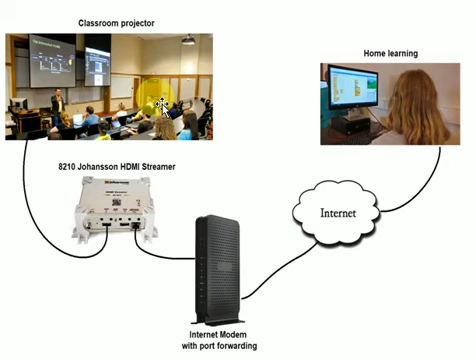 Classroom projector
Home learning
8210 Johansson HDMI Streamer
Internet
Internet Modem
with port forwarding